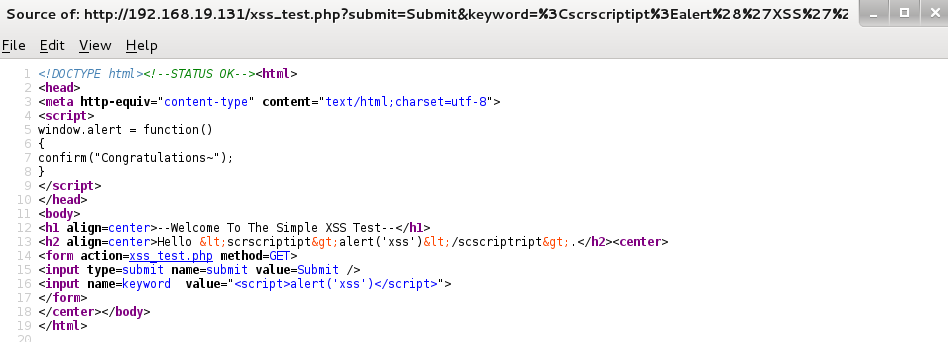 Source of: http://192.168.19.131/xss_test.php?submit=Submit&keyword=%3Cscrscriptipt%3Ealert%28%27XSS%27%2
File Edit View Help
1 <!DOCTYPE html><!--STATUS OK--><html>
2 <head>
3 <meta http-equiv="content-type" content="text/html;charset=utf-8">
4 <script>
5 window.alert = function()
6 {
7 confirm("Congratulations~");
8 }
9 </script>
10 </head>
11 <body>
12 <h1 align=center>--Welcome To The Simple XSS Test--</h1>
13 <h2 align=center>Hello &lt;scrscriptipt&gt;alert('xss')&lt;/scscriptript&gt;.</h2><center>
14 <form action=xss_test.php method=GET>
15 <input type=submit name=submit value=Submit />
16 <input name=keyword  value="<script>alert('xss')</script>">
17 </form>
18 </center></body>
19 </html>
20